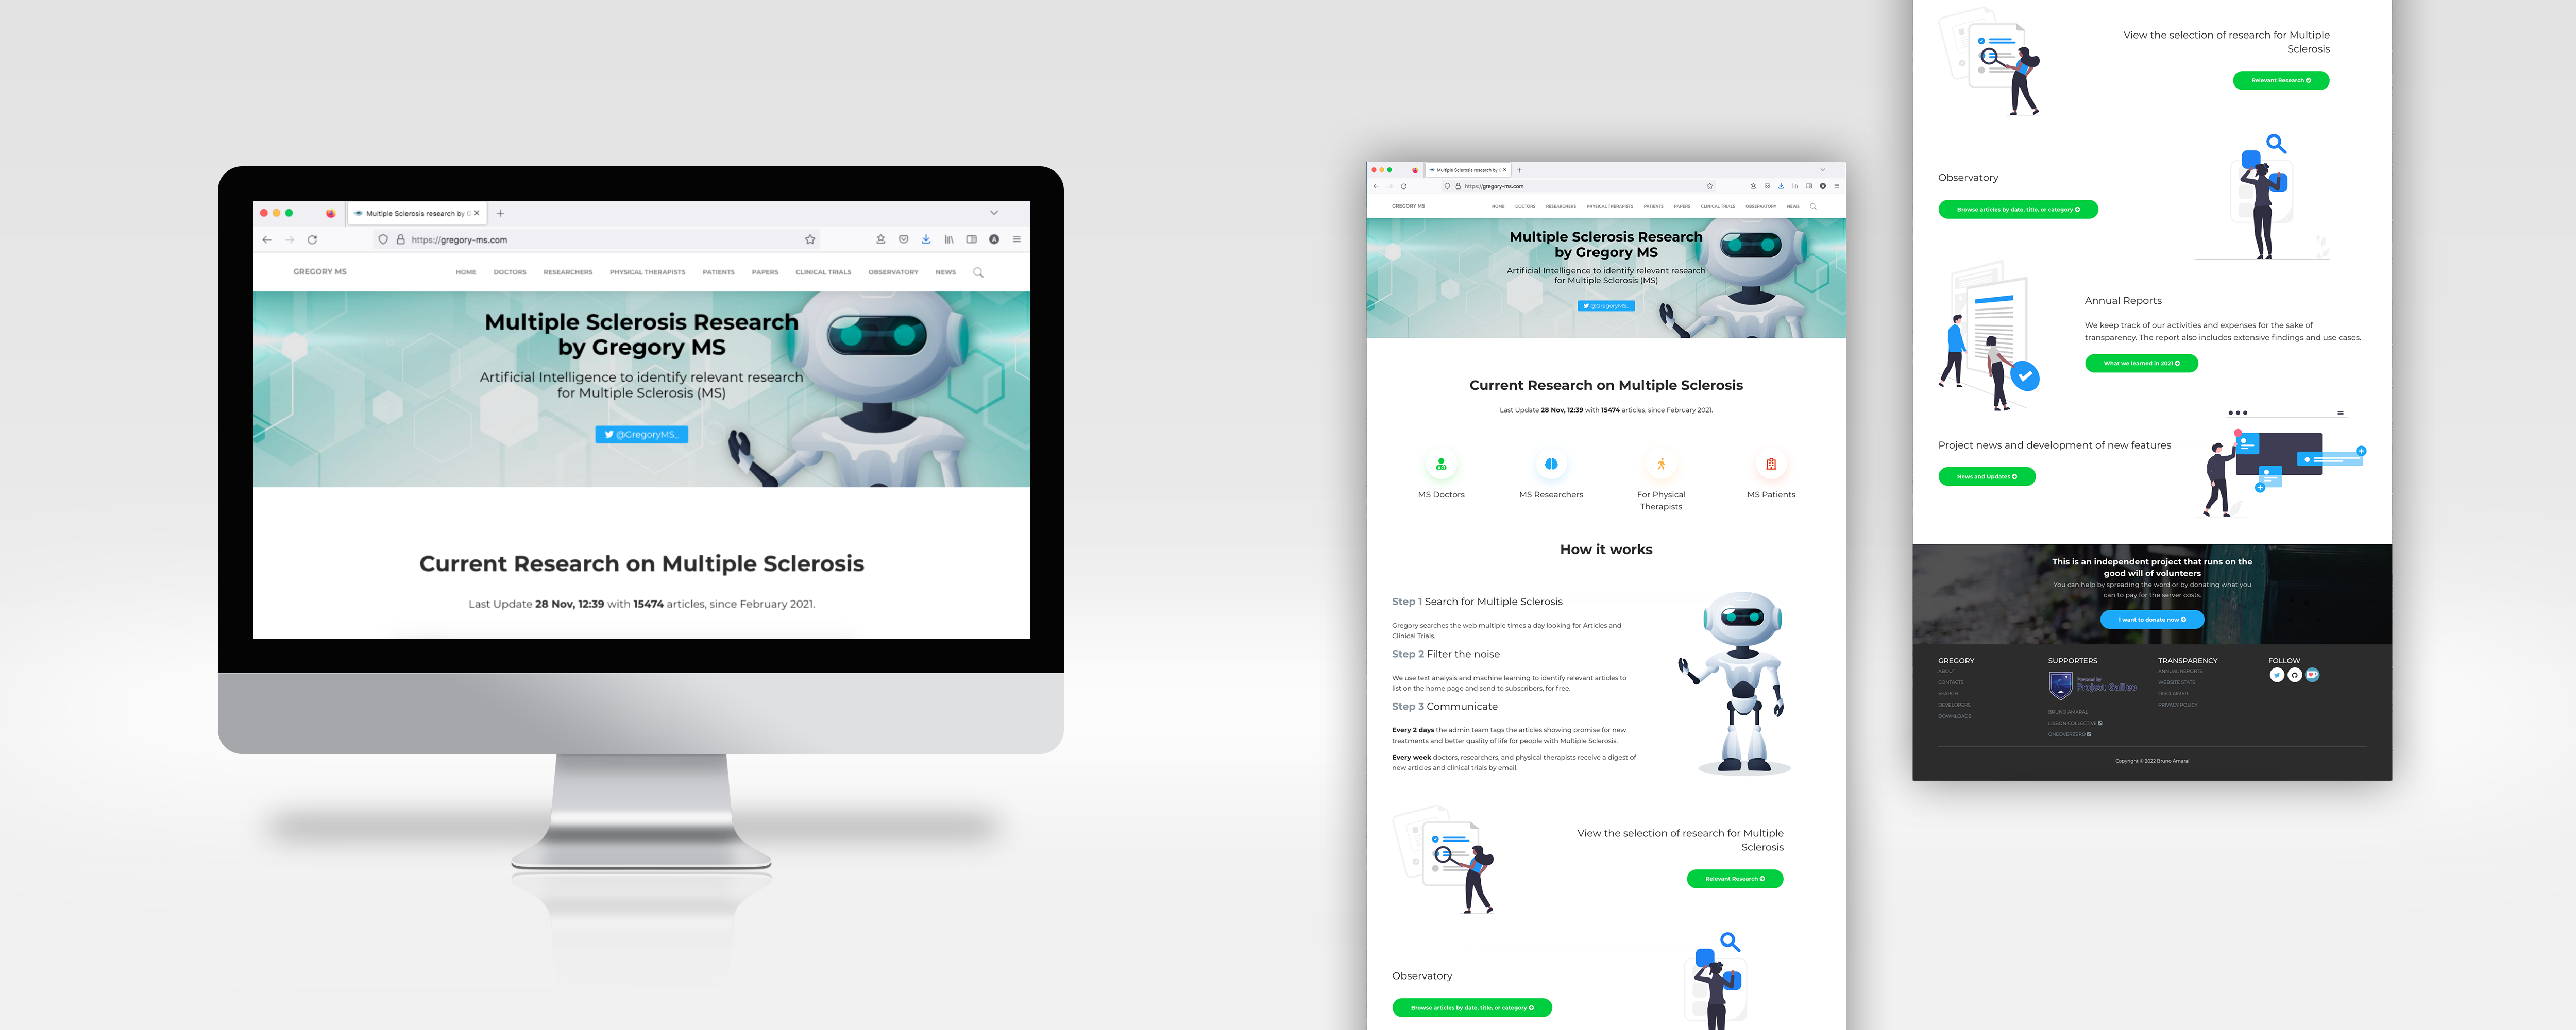 Multiple Sclerosis research by G
https://gregory-ms.com
GREGORY MS
HOME DOCTORS RESEARCHERS PHYSICAL THERAPISTS PATIENTS PAPERS CLINICAL TRIALS OBSERVATORY NEWS
Multiple Sclerosis Research
by Gregory MS
Artificial Intelligence to identify relevant research
for Multiple Sclerosis (MS)
@GregoryMS_
Current Research on Multiple Sclerosis
Last Update 28 Nov, 12:39 with 15474 articles, since February 2021.
Multiple Sclerosis research by
https://gregory-ms.com
GREGORY MS
HOME DOCTORS RESEARCHERS PHYSICAL THERAPISTS PATIENTS PAPERS CLINICAL TRIALS OBSERVATORY NEWS
Multiple Sclerosis Research
by Gregory MS
Artificial Intelligence to identify relevant research
for Multiple Sclerosis (MS)
@GregoryMS_
Current Research on Multiple Sclerosis
Last Update 28 Nov, 12:39 with 15474 articles, since February 2021.
MS Doctors
MS Researchers
For Physical
Therapists
MS Patients
How it works
Step 1 Search for Multiple Sclerosis
Gregory searches the web multiple times a day looking for Articles and
Clinical Trials.
Step 2 Filter the noise
We use text analysis and machine learning to identify relevant articles to
list on the home page and send to subscribers, for free.
Step 3 Communicate
Every 2 days the admin team tags the articles showing promise for new
treatments and better quality of life for people with Multiple Sclerosis.
Every week doctors, researchers, and physical therapists receive a digest of
new articles and clinical trials by email.
View the selection of research for Multiple
Sclerosis
Relevant Research
Observatory
Browse articles by date, title, or category
View the selection of research for Multiple
Sclerosis
Relevant Research
Observatory
Browse articles by date, title, or category
Annual Reports
We keep track of our activities and expenses for the sake of
transparency. The report also includes extensive findings and use cases.
What we learned in 2021
Project news and development of new features
News and Updates
This is an independent project that runs on the
good will of volunteers
You can help by spreading the word or by donating what you
can to pay for the server costs.
I want to donate now
GREGORY
ABOUT
CONTACTS
SEARCH
DEVELOPERS
DOWNLOADS
SUPPORTERS
Powered by
Project Galileo
BRUNO AMARAL
LISBON COLLECTIVE
ONEOVERZERO
TRANSPARENCY
ANNUAL REPORTS
WEBSITE STATS
DISCLAIMER
PRIVACY POLICY
FOLLOW
Copyright © 2022 Bruno Amaral